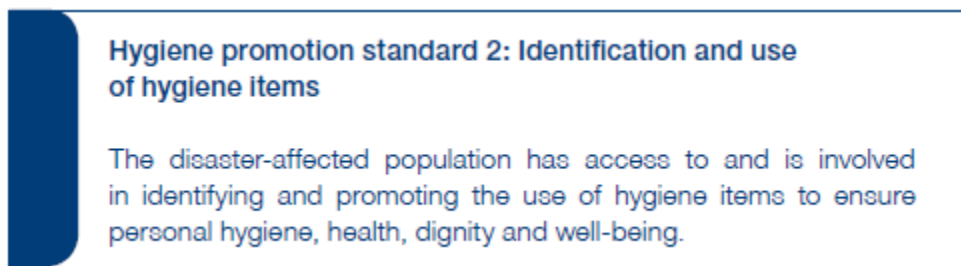 Hygiene promotion standard 2: Identification and use
of hygiene items
The disaster-affected population has access to and is involved
in identifying and promoting the use of hygiene items to ensure
personal hygiene, health, dignity and well-being.